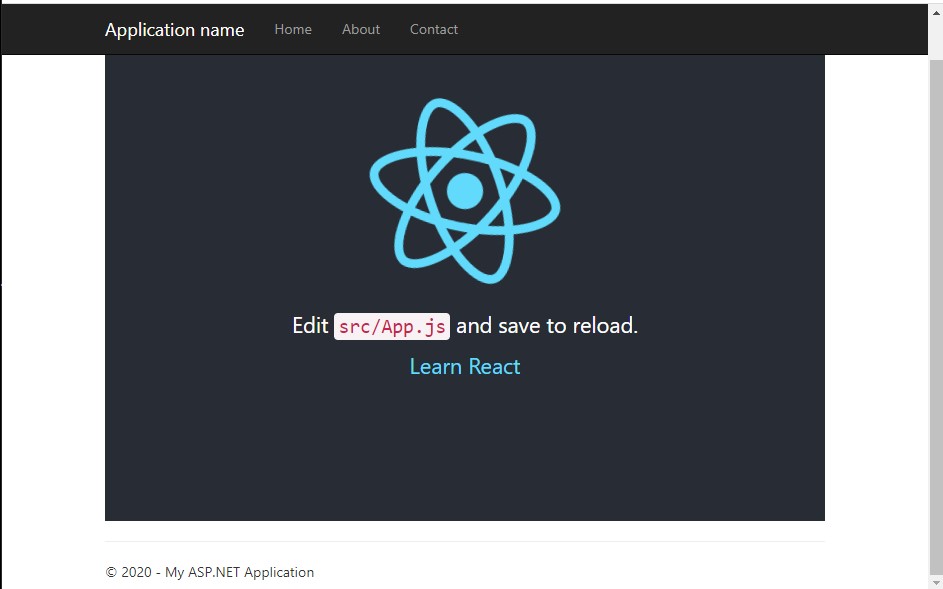 Application name Home About Contact
Edit src/App.js and save to reload.
Learn React
© 2020 - My ASP.NET Application